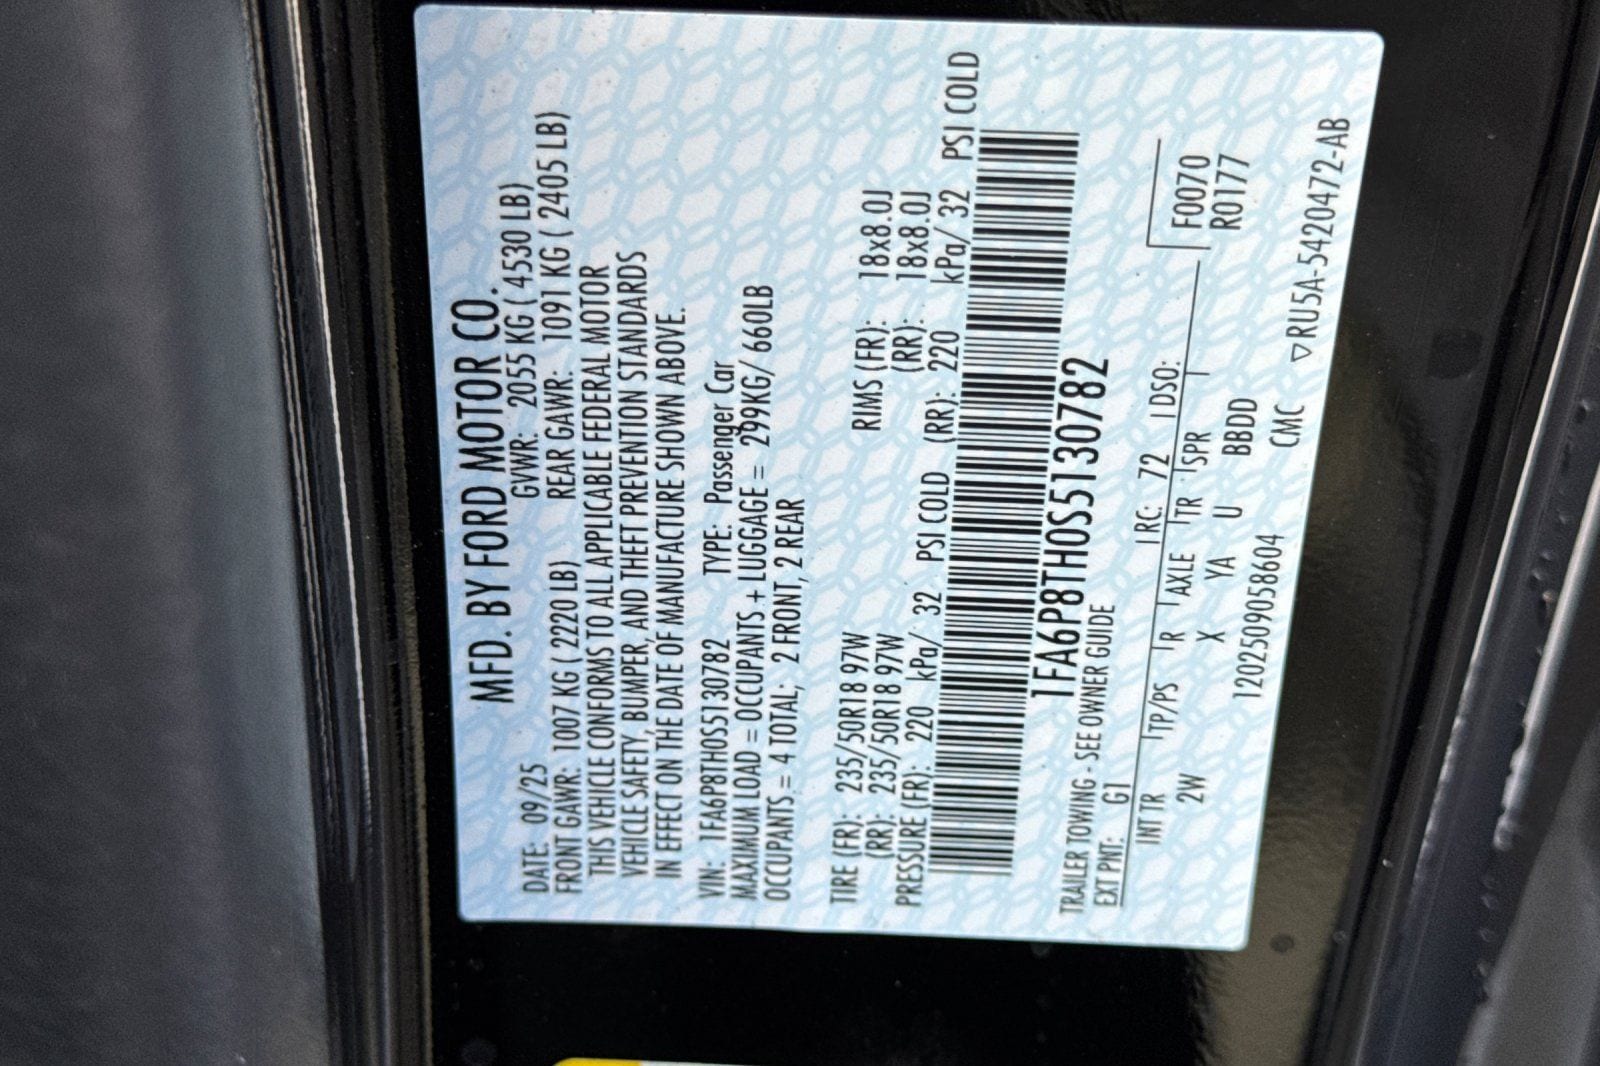 MFD. BY FORD MOTOR CO.
DATE: 09/25 GVWR: 2055 KG ( 4530 LB)
FRONT GAWR: 1007 KG ( 2220 LB) REAR GAWR: 1091 KG ( 2405 LB)
THIS VEHICLE CONFORMS TO ALL APPLICABLE FEDERAL MOTOR
VEHICLE SAFETY, BUMPER, AND THEFT PREVENTION STANDARDS
IN EFFECT ON THE DATE OF MANUFACTURE SHOWN ABOVE.
VIN: 1FA6P8TH0S5130782 TYPE: Passenger Car
MAXIMUM LOAD = OCCUPANTS + LUGGAGE = 299KG/ 660LB
OCCUPANTS = 4 TOTAL; 2 FRONT, 2 REAR
TIRE (FR): 235/50R18 97W RIMS (FR): 18x8.0J
(RR): 235/50R18 97W (RR): 18x8.0J
PRESSURE (FR): 220 kPa/ 32 PSI COLD (RR): 220 kPa/ 32 PSI COLD
1FA6P8TH0S5130782
TRAILER TOWING - SEE OWNER GUIDE
EXT PNT: G1 RC: 72 DSO:
INT TR TP/PS R AXLE TR SPR F0070
2W X YA U BBDD R0177
12025090586​04 CMC ▽RU5A-5420472-AB